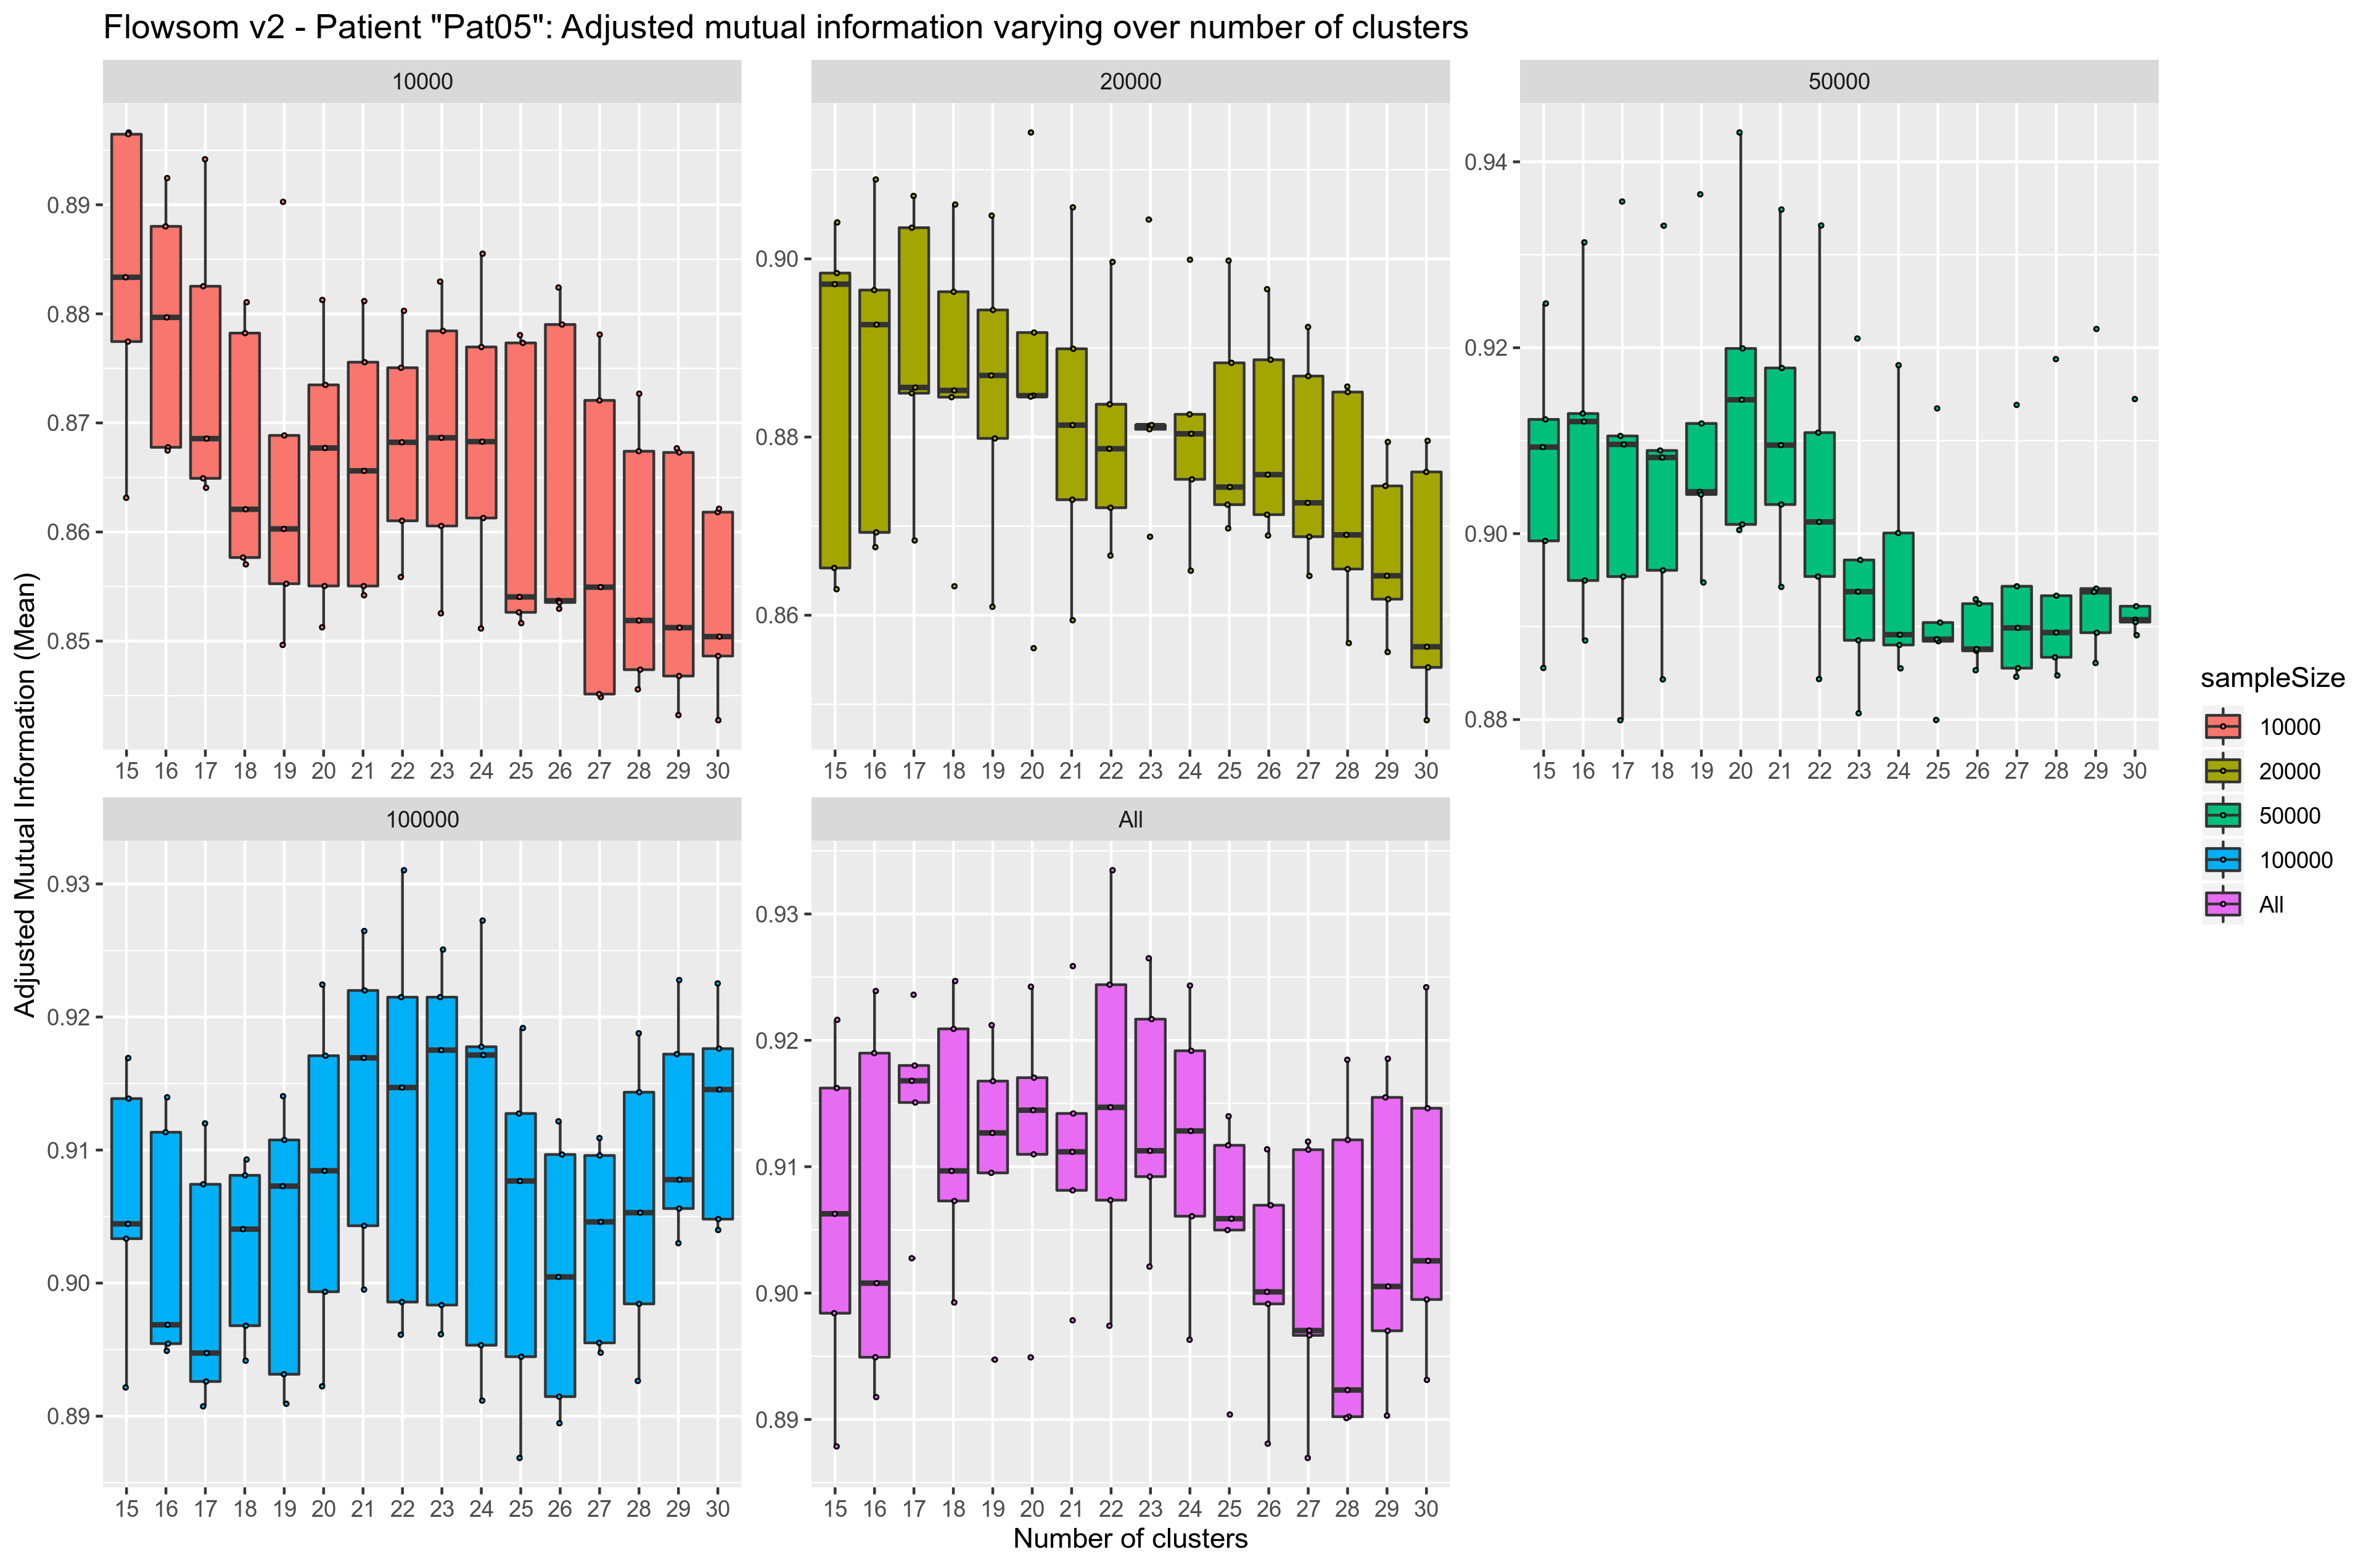 Flowsom v2 - Patient "Pat05": Adjusted mutual information varying over number of clusters
10000
20000
50000
0.89
0.88
0.87
0.86
0.85
0.90
0.88
0.86
0.94
0.92
0.90
0.88
15 16 17 18 19 20 21 22 23 24 25 26 27 28 29 30
15 16 17 18 19 20 21 22 23 24 25 26 27 28 29 30
15 16 17 18 19 20 21 22 23 24 25 26 27 28 29 30
Adjusted Mutual Information (Mean)
100000
All
0.93
0.92
0.91
0.90
0.89
0.93
0.92
0.91
0.90
0.89
15 16 17 18 19 20 21 22 23 24 25 26 27 28 29 30
15 16 17 18 19 20 21 22 23 24 25 26 27 28 29 30
Number of clusters
sampleSize
10000
20000
50000
100000
All